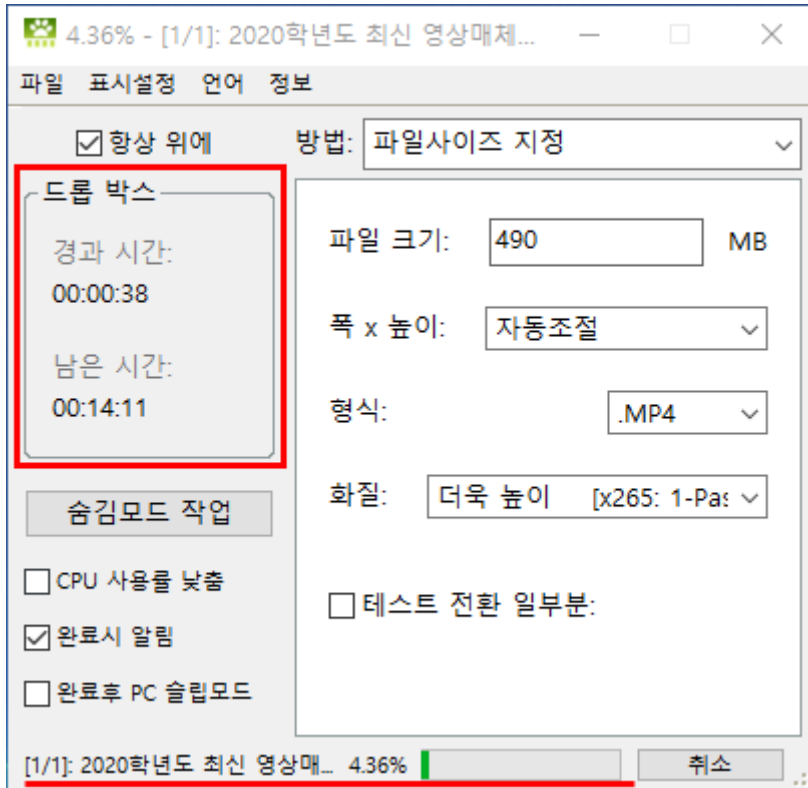 4.36% - [1/1]: 2020학년도 최신 영상매체...
파일 표시설정 언어 정보
항상 위에
방법: 파일사이즈 지정
드롭 박스
경과 시간:
00:00:38
남은 시간:
00:14:11
파일 크기: 490 MB
폭 x 높이: 자동조절
형식: .MP4
화질: 더욱 높이 [x265: 1-Pas
테스트 전환 일부분:
숨김모드 작업
CPU 사용률 낮춤
완료시 알림
완료후 PC 슬립모드
[1/1]: 2020학년도 최신 영상매... 4.36% 취소